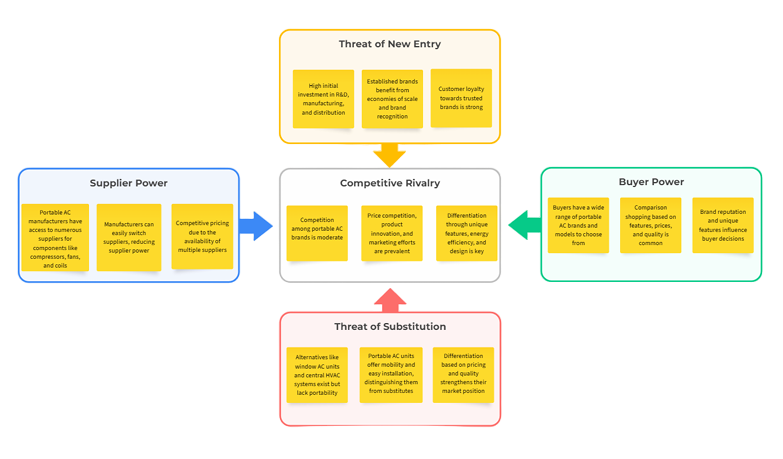 Threat of New Entry
High initial
investment in R&D,
manufacturing,
and distribution
Established brands
benefit from
economies of scale
and brand
recognition
Customer loyalty
towards trusted
brands is strong
Supplier Power
Portable AC
manufacturers have
access to numerous
suppliers for
components like
compressors, fans,
and coils
Manufacturers can
easily switch
suppliers, reducing
supplier power
Competitive pricing
due to the
availability of
multiple suppliers
Competitive Rivalry
Competition
among portable AC
brands is moderate
Price competition,
product
innovation, and
marketing efforts
are prevalent
Differentiation
through unique
features, energy
efficiency, and
design is key
Buyer Power
Buyers have a wide
range of portable
AC brands and
models to choose
from
Comparison
shopping based on
features, prices,
and quality is
common
Brand reputation
and unique
features influence
buyer decisions
Threat of Substitution
Alternatives like
window AC units
and central HVAC
systems exist but
lack portability
Portable AC units
offer mobility and
easy installation,
distinguishing them
from substitutes
Differentiation
based on pricing
and quality
strengthens their
market position